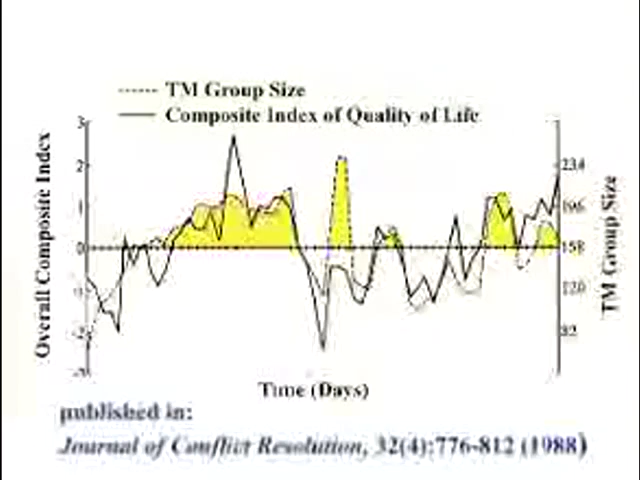 TM Group Size
Composite Index of Quality of Life
Overall Composite Index
3
2
1
0
-1
-2
-3
234
196
158
120
82
TM Group Size
Time (Days)
published in:
Journal of Conflict Resolution, 32(4):776-812 (1988)